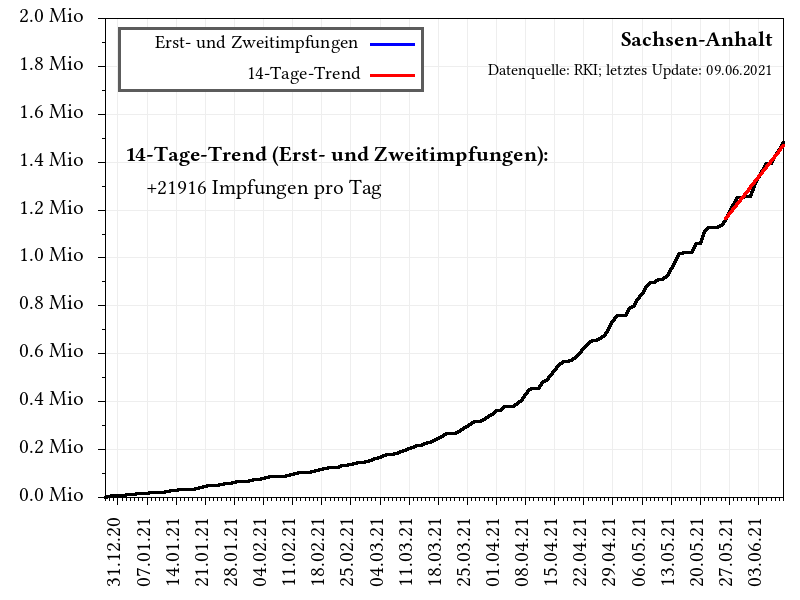 2.0 Mio
1.8 Mio
1.6 Mio
1.4 Mio
1.2 Mio
1.0 Mio
0.8 Mio
0.6 Mio
0.4 Mio
0.2 Mio
0.0 Mio
Erst- und Zweitimpfungen
14-Tage-Trend
Sachsen-Anhalt
Datenquelle: RKI; letztes Update: 09.06.2021
14-Tage-Trend (Erst- und Zweitimpfungen):
+21916 Impfungen pro Tag
31.12.20
07.01.21
14.01.21
21.01.21
28.01.21
04.02.21
11.02.21
18.02.21
25.02.21
04.03.21
11.03.21
18.03.21
25.03.21
01.04.21
08.04.21
15.04.21
22.04.21
29.04.21
06.05.21
13.05.21
20.05.21
27.05.21
03.06.21